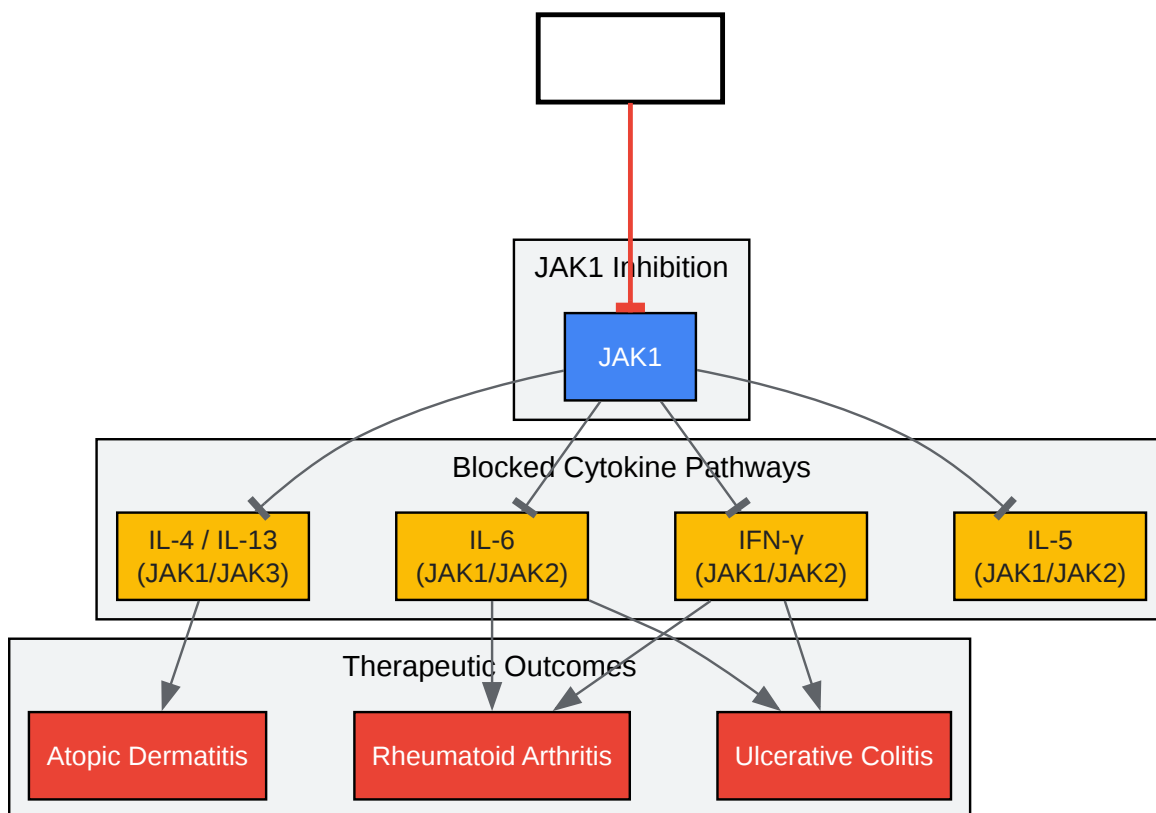 JAK1 Inhibition
JAK1
Blocked Cytokine Pathways
IL-4 / IL-13
(JAK1/JAK3)
IL-6
(JAK1/JAK2)
IFN-γ
(JAK1/JAK2)
IL-5
(JAK1/JAK2)
Therapeutic Outcomes
Atopic Dermatitis
Rheumatoid Arthritis
Ulcerative Colitis